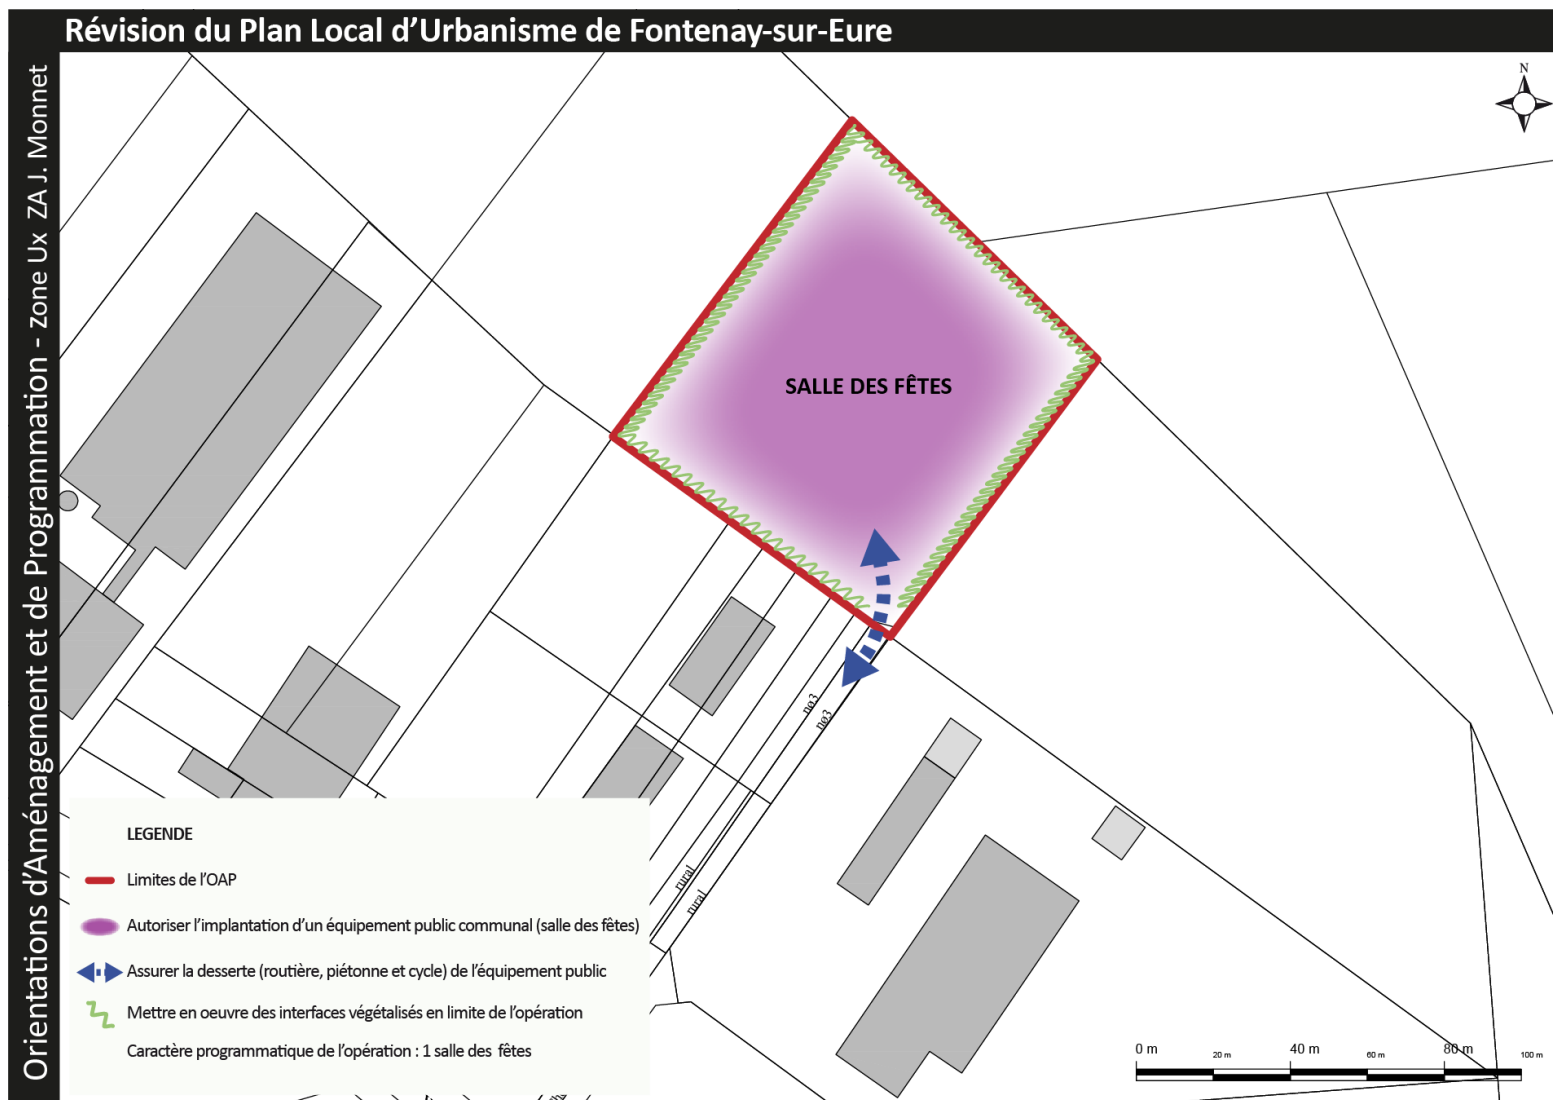 Révision du Plan Local d'Urbanisme de Fontenay-sur-Eure
Orientations d'Aménagement et de Programmation - zone Ux ZA J. Monnet
N
SALLE DES FÊTES
nø3
nø3
rural
rural
LEGENDE
Limites de l'OAP
Autoriser l'implantation d'un équipement public communal (salle des fêtes)
Assurer la desserte (routière, piétonne et cycle) de l'équipement public
Mettre en oeuvre des interfaces végétalisés en limite de l'opération
Caractère programmatique de l'opération : 1 salle des fêtes
0 m 20 m 40 m 60 m 80 m 100 m